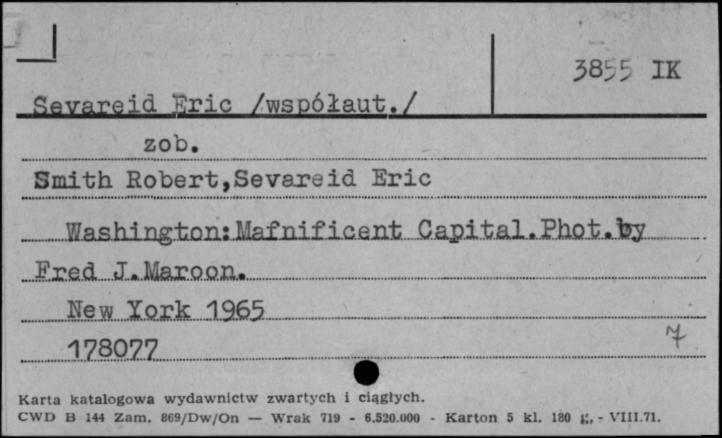 3855 IK
Sevareid Eric /współaut./
zob.
Smith Robert,Sevareid Eric
Washington:Mafnificent Capital.Phot.by
Fred J.Maroon.
New York 1965
178077
7
Karta katalogowa wydawnictw zwartych i ciągłych.
CWD B 144 Zam. 869/Dw/On — Wrak 719 - 6.520.000 - Karton 5 kl. 180 g, - VIII.71.